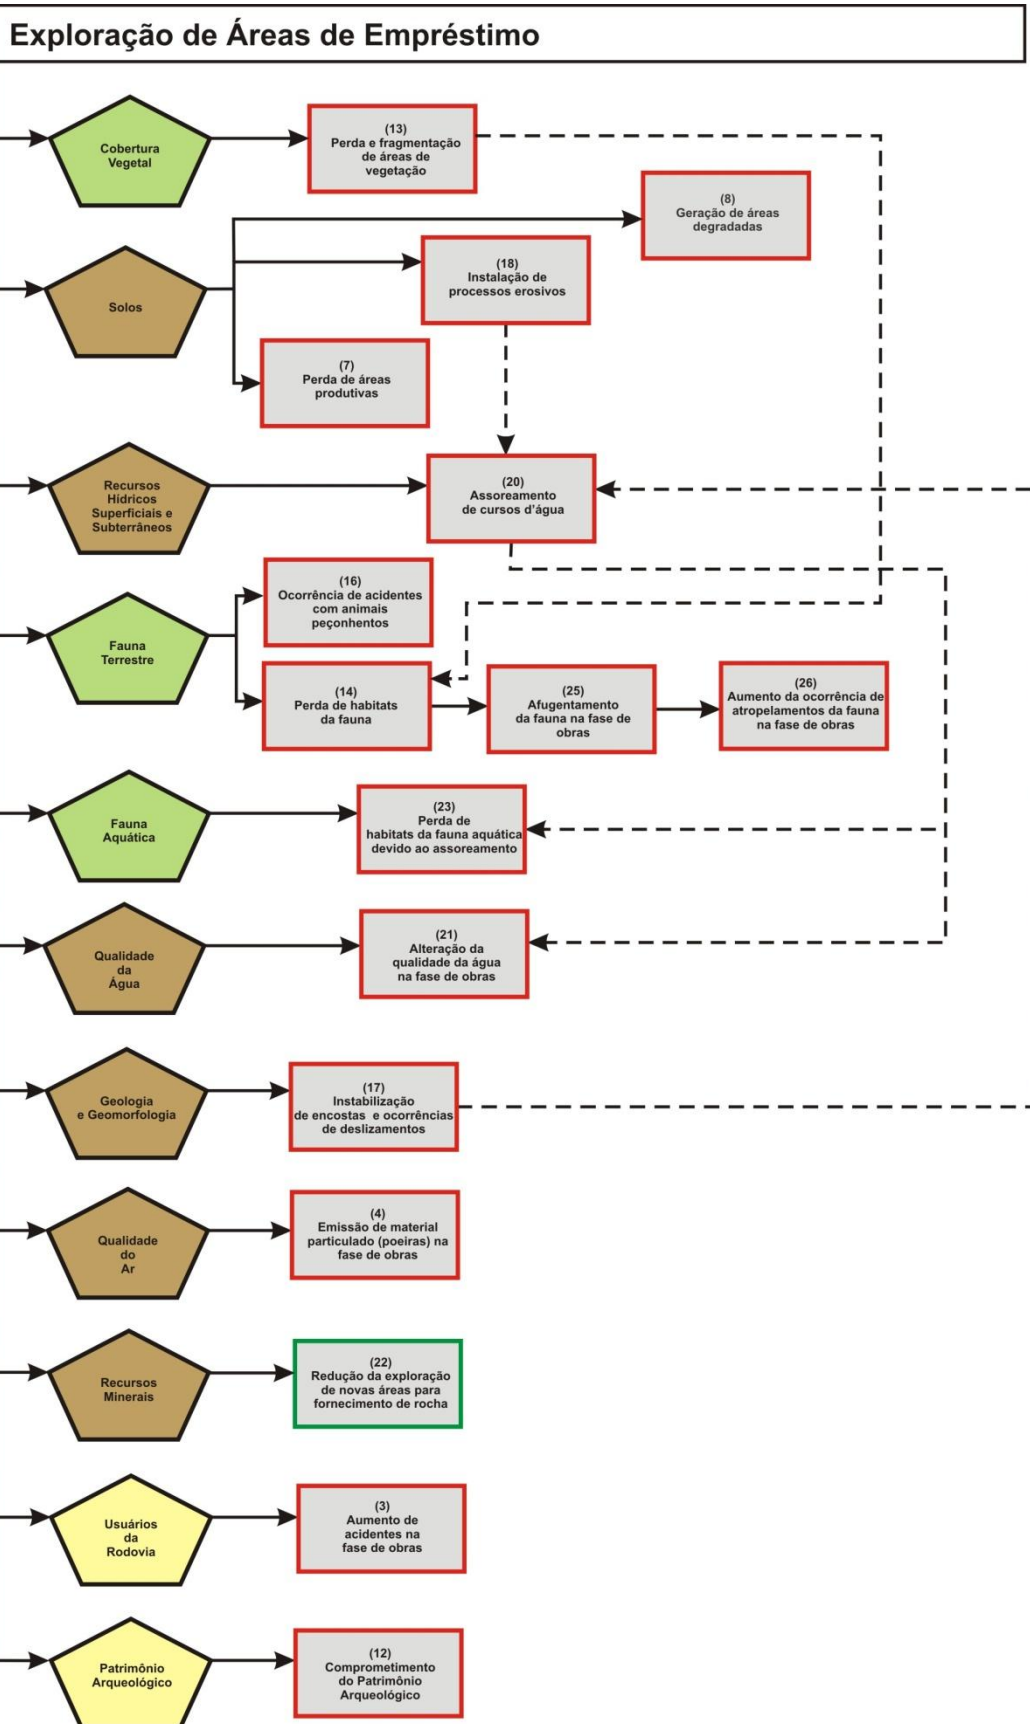 Exploração de Áreas de Empréstimo
Cobertura
Vegetal
(13)
Perda e fragmentação
de áreas de
vegetação
(8)
Geração de áreas
degradadas
Solos
(18)
Instalação de
processos erosivos
(7)
Perda de áreas
produtivas
Recursos
Hídricos
Superficiais e
Subterrâneos
(20)
Assoreamento
de cursos d'água
Fauna
Terrestre
(16)
Ocorrência de acidentes
com animais
peçonhentos
(14)
Perda de habitats
da fauna
(25)
Afugentamento
da fauna na fase de
obras
(26)
Aumento da ocorrência de
atropelamentos da fauna
na fase de obras
Fauna
Aquática
(23)
Perda de
habitats da fauna aquática
devido ao assoreamento
Qualidade
da
Água
(21)
Alteração da
qualidade da água
na fase de obras
Geologia
e Geomorfologia
(17)
Instabilização
de encostas e ocorrências
de deslizamentos
Qualidade
do
Ar
(4)
Emissão de material
particulado (poeiras) na
fase de obras
Recursos
Minerais
(22)
Redução da exploração
de novas áreas para
fornecimento de rocha
Usuários
da
Rodovia
(3)
Aumento de
acidentes na
fase de obras
Patrimônio
Arqueológico
(12)
Comprometimento
do Patrimônio
Arqueológico